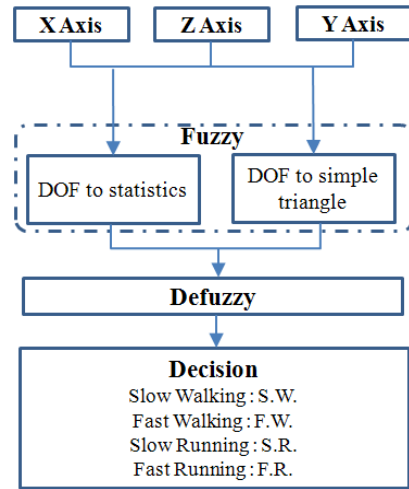 X Axis
Z Axis
Y Axis
Fuzzy
DOF to statistics
DOF to simple
triangle
Defuzzy
Decision
Slow Walking : S.W.
Fast Walking : F.W.
Slow Running : S.R.
Fast Running : F.R.